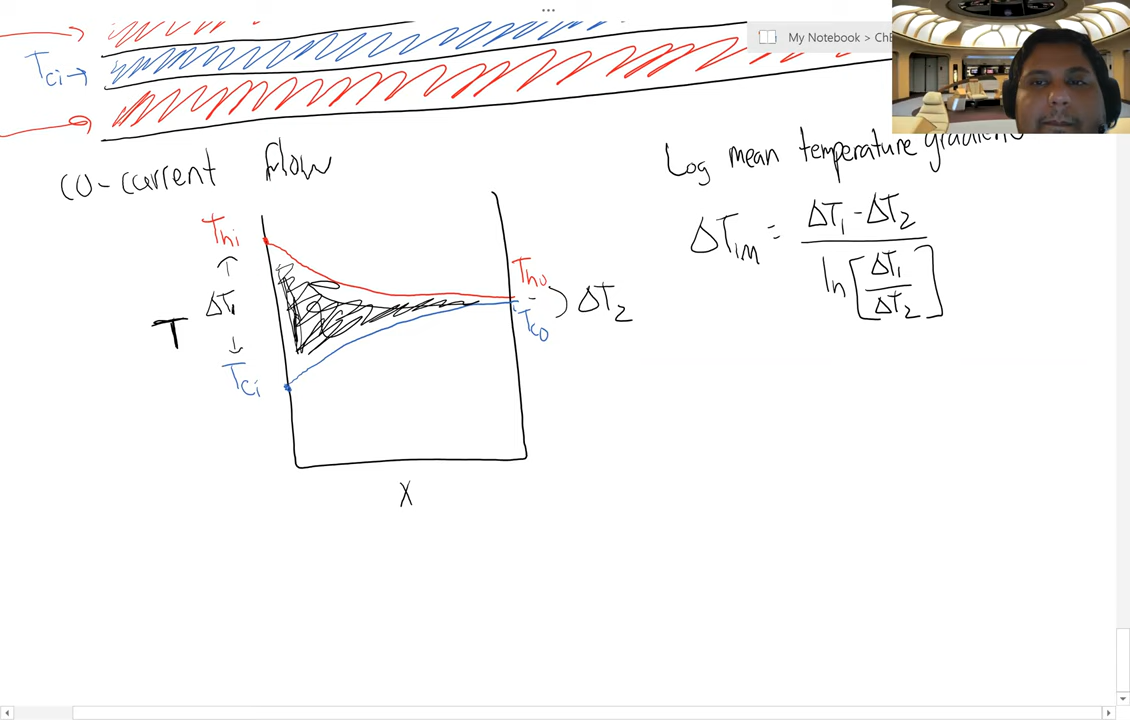 My Notebook > ChE
Tci →
co-current flow
Log mean temperature gradient
Thi
↑
ΔT1
↓
Tci
T
Tho
Tco
ΔT2
X
ΔTlm = ΔT1 - ΔT2 / ln [ΔT1 / ΔT2]